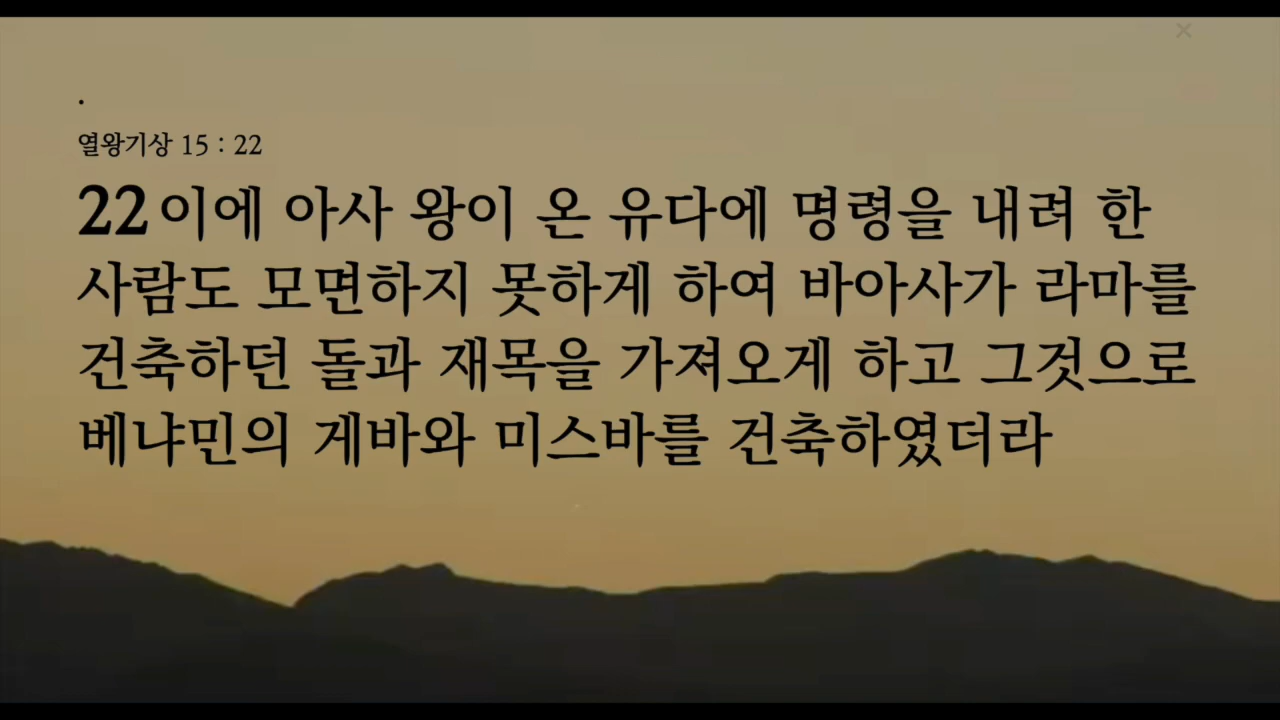 .
열왕기상 15 : 22
22 이에 아사 왕이 온 유다에 명령을 내려 한
사람도 모면하지 못하게 하여 바아사가 라마를
건축하던 돌과 재목을 가져오게 하고 그것으로
베냐민의 게바와 미스바를 건축하였더라